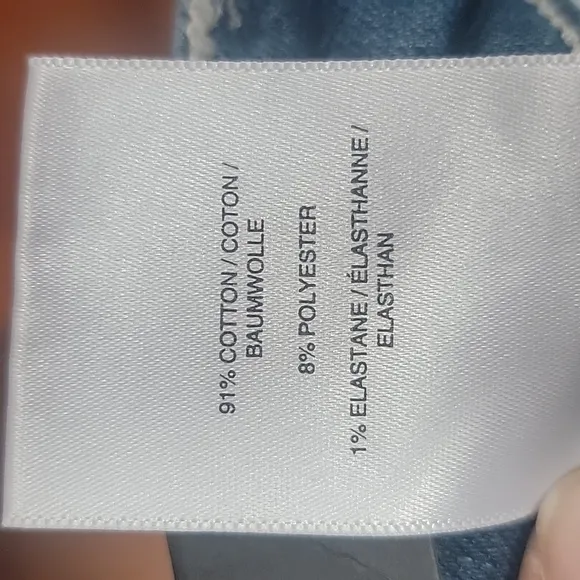 91% COTTON / COTON /
BAUMWOLLE
8% POLYESTER
1% ELASTANE / ÉLASTHANNE /
ELASTHAN